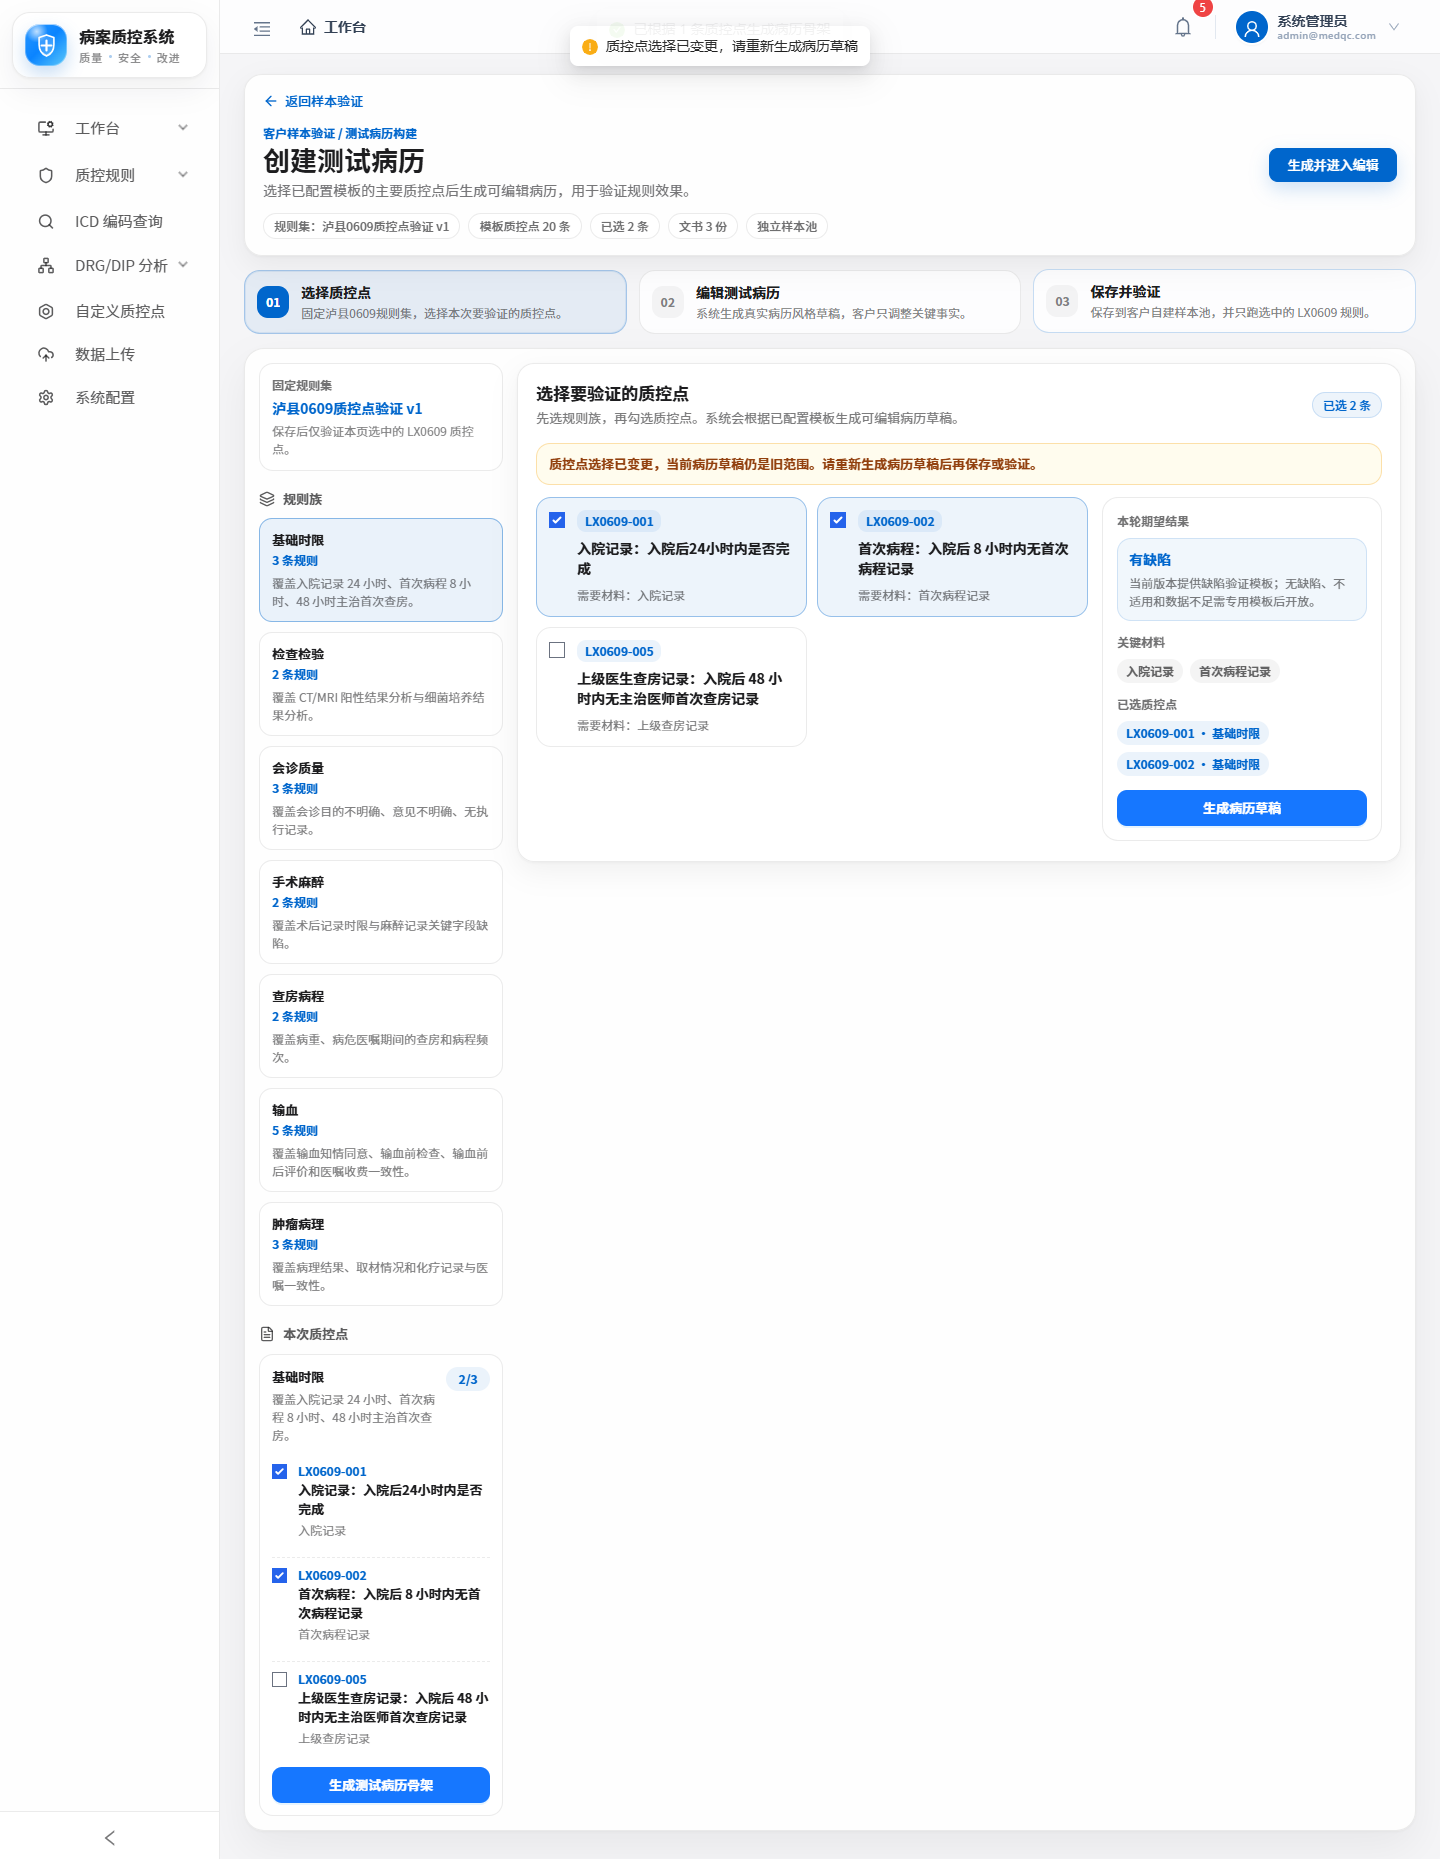 病案质控系统
质量 • 安全 • 改进
工作台
质控规则
ICD 编码查询
DRG/DIP 分析
自定义质控点
数据上传
系统配置
工作台
质控点选择已变更，请重新生成病历草稿
5
系统管理员
admin@medqc.com
返回样本验证
客户样本验证 / 测试病历构建
创建测试病历
选择已配置模板的主要质控点后生成可编辑病历，用于验证规则效果。
规则集：泸县0609质控点验证 v1
模板质控点 20 条
已选 2 条
文书 3 份
独立样本池
生成并进入编辑
01
选择质控点
固定泸县0609规则集，选择本次要验证的质控点。
02
编辑测试病历
系统生成真实病历风格草稿，客户只调整关键事实。
03
保存并验证
保存到客户自建样本池，并只跑选中的 LX0609 规则。
固定规则集
泸县0609质控点验证 v1
保存后仅验证本页选中的 LX0609 质控
点。
规则族
基础时限
3 条规则
覆盖入院记录 24 小时、首次病程 8 小
时、48 小时主治首次查房。
检查检验
2 条规则
覆盖 CT/MRI 阳性结果分析与细菌培养结
果分析。
会诊质量
3 条规则
覆盖会诊目的不明确、意见不明确、无执
行记录。
手术麻醉
2 条规则
覆盖术后记录时限与麻醉记录关键字段缺
陷。
查房病程
2 条规则
覆盖病重、病危医嘱期间的查房和病程频
次。
输血
5 条规则
覆盖输血知情同意、输血前检查、输血前
后评价和医嘱收费一致性。
肿瘤病理
3 条规则
覆盖病理结果、取材情况和化疗记录与医
嘱一致性。
本次质控点
基础时限
2/3
覆盖入院记录 24 小时、首次病
程 8 小时、48 小时主治首次查
房。
LX0609-001
入院记录：入院后24小时内是否
完成
入院记录
LX0609-002
首次病程：入院后 8 小时内无首
次病程记录
首次病程记录
LX0609-005
上级医生查房记录：入院后 48 小
时内无主治医师首次查房记录
上级查房记录
生成测试病历骨架
选择要验证的质控点
先选规则族，再勾选质控点。系统会根据已配置模板生成可编辑病历草稿。
已选 2 条
质控点选择已变更，当前病历草稿仍是旧范围。请重新生成病历草稿后再保存或验证。
LX0609-001
入院记录：入院后24小时内是否完
成
需要材料：入院记录
LX0609-002
首次病程：入院后 8 小时内无首次
病程记录
需要材料：首次病程记录
LX0609-005
上级医生查房记录：入院后 48 小
时内无主治医师首次查房记录
需要材料：上级查房记录
本轮期望结果
有缺陷
当前版本提供缺陷验证模板；无缺陷、不
适用和数据不足需专用模板后开放。
关键材料
入院记录
首次病程记录
已选质控点
LX0609-001 · 基础时限
LX0609-002 · 基础时限
生成病历草稿